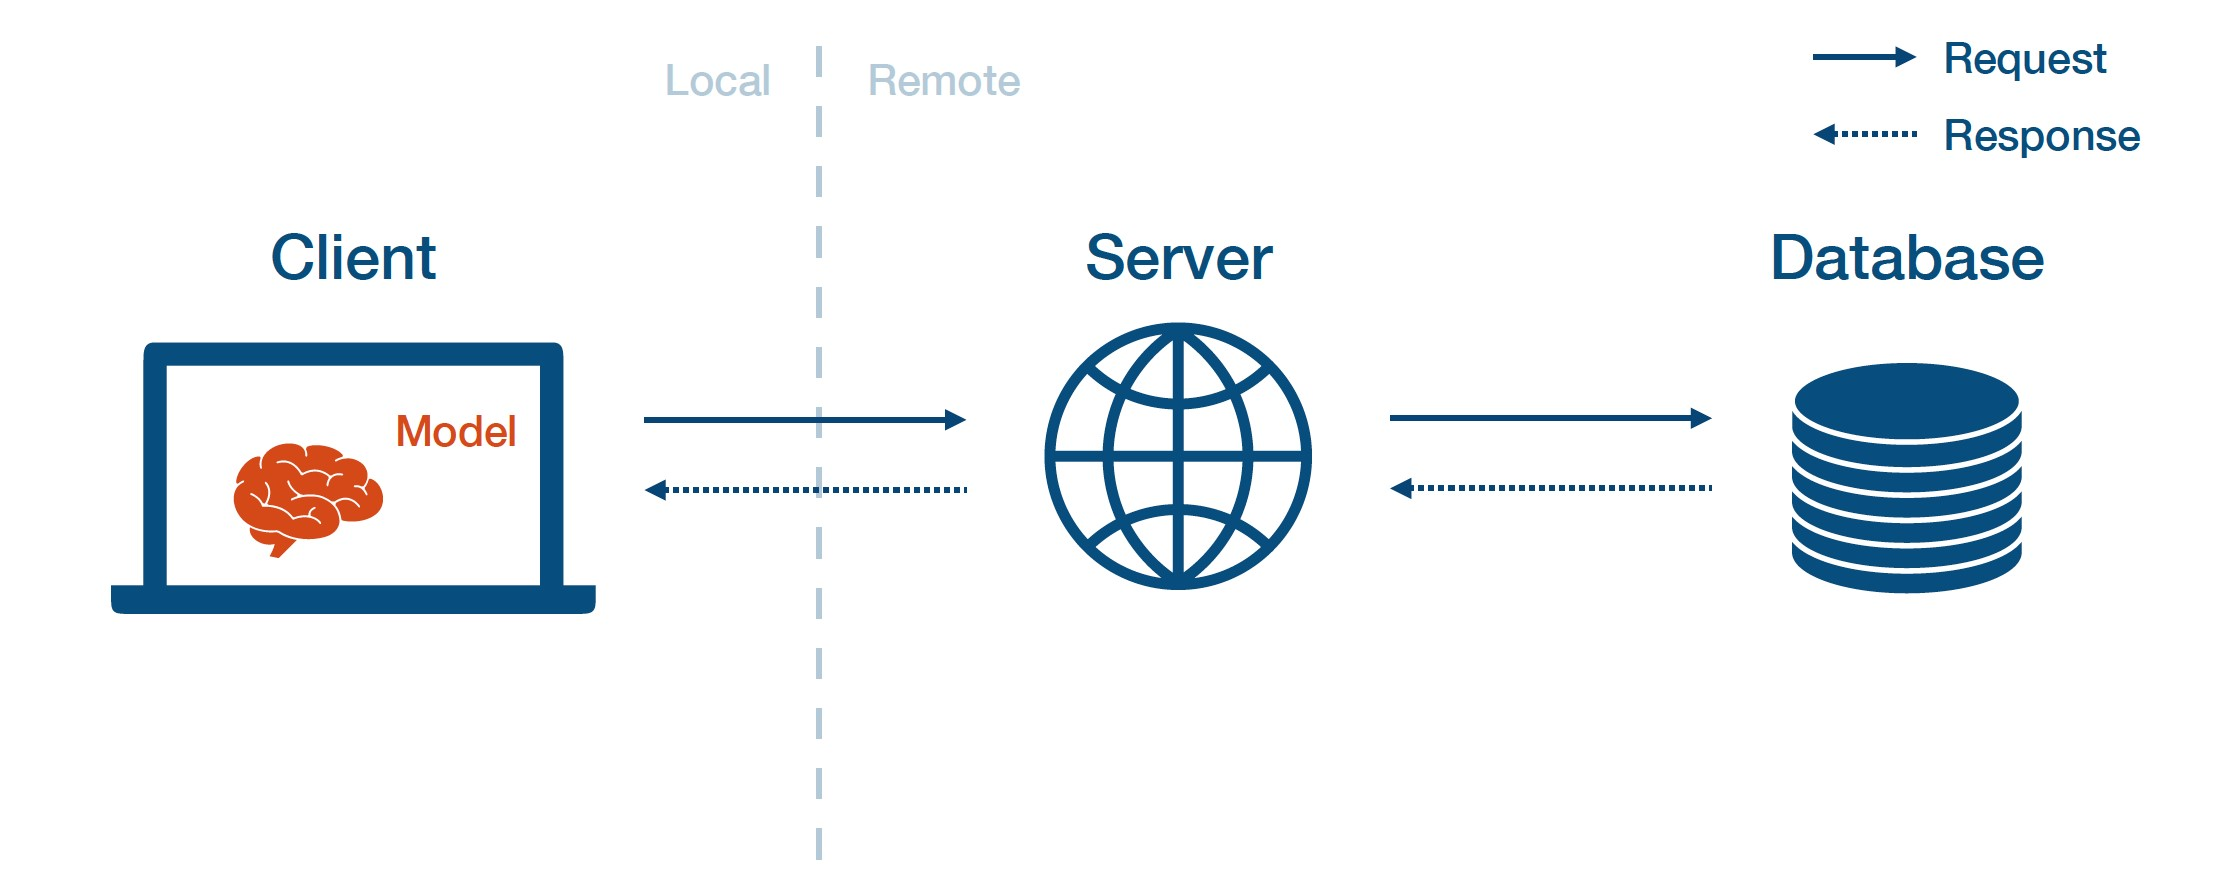 Local
Remote
Request
Response
Client
Server
Database
Model